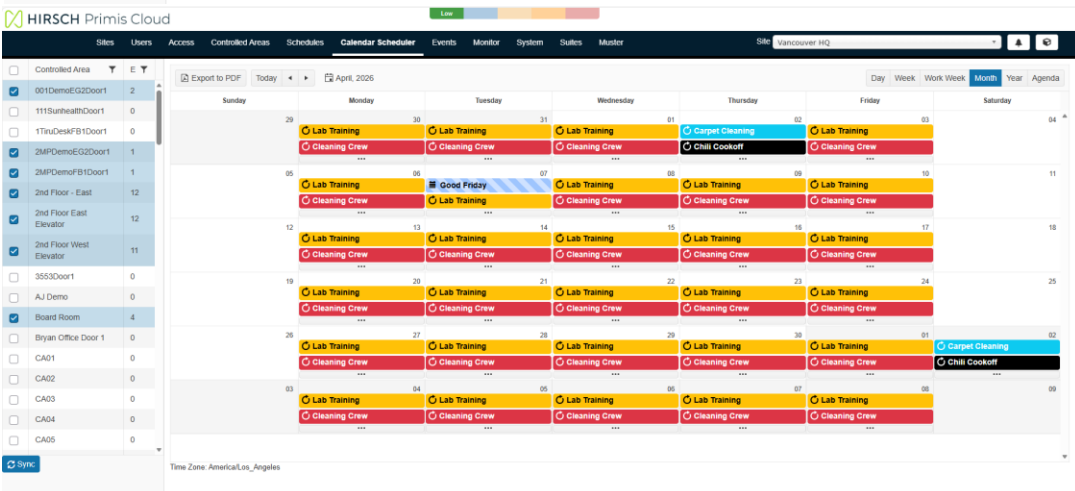 HIRSCH Primis Cloud
Low
Sites Users Access Controlled Areas Schedules Calendar Scheduler Events Monitor System Suites Muster Site Vancouver HQ
Controlled Area E
001DemoEG2Door1 2
111SunhealthDoor1 0
1TiruDeskFB1Door1 0
2MPDemoEG2Door1 1
2MPDemoFB1Door1 1
2nd Floor - East 12
2nd Floor East
Elevator 12
2nd Floor West
Elevator 11
3553Door1 0
AJ Demo 0
Board Room 4
Bryan Office Door 1 0
CA01 0
CA02 0
CA03 0
CA04 0
CA05 0
Sync
Export to PDF Today April, 2026 Day Week Work Week Month Year Agenda
Sunday Monday Tuesday Wednesday Thursday Friday Saturday
29 30 31 01 02 03 04
Lab Training Lab Training Lab Training Carpet Cleaning Lab Training
Cleaning Crew Cleaning Crew Cleaning Crew Chili Cookoff Cleaning Crew
... ... ... ... ...
05 06 07 08 09 10 11
Lab Training Good Friday Lab Training Lab Training Lab Training
Cleaning Crew Lab Training Cleaning Crew Cleaning Crew Cleaning Crew
... ... ... ... ...
12 13 14 15 16 17 18
Lab Training Lab Training Lab Training Lab Training Lab Training
Cleaning Crew Cleaning Crew Cleaning Crew Cleaning Crew Cleaning Crew
... ... ... ... ...
19 20 21 22 23 24 25
Lab Training Lab Training Lab Training Lab Training Lab Training
Cleaning Crew Cleaning Crew Cleaning Crew Cleaning Crew Cleaning Crew
... ... ... ... ...
26 27 28 29 30 01 02
Lab Training Lab Training Lab Training Lab Training Lab Training Carpet Cleaning
Cleaning Crew Cleaning Crew Cleaning Crew Cleaning Crew Cleaning Crew Chili Cookoff
... ... ... ... ... ...
03 04 05 06 07 08 09
Lab Training Lab Training Lab Training Lab Training Lab Training
Cleaning Crew Cleaning Crew Cleaning Crew Cleaning Crew Cleaning Crew
... ... ... ... ...
Time Zone: America/Los_Angeles